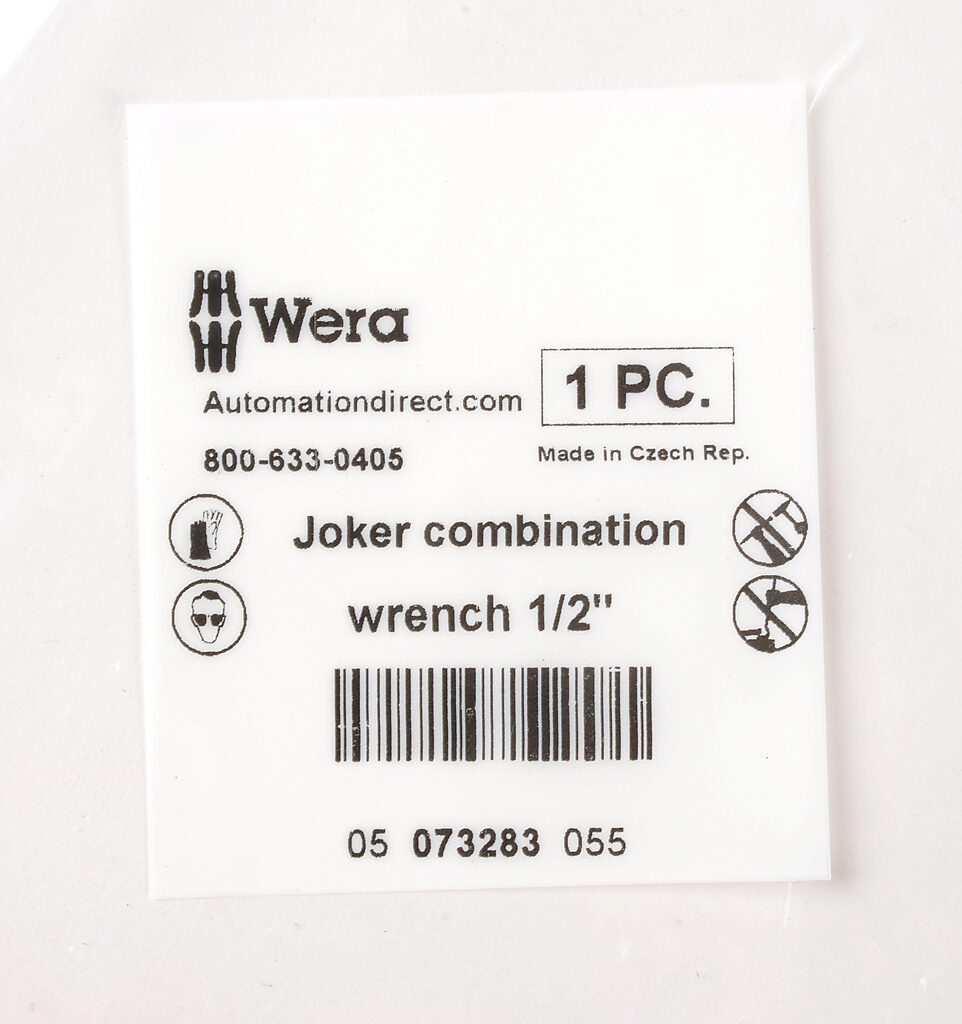 Wera
Automationdirect.com
1 PC.
800-633-0405
Made in Czech Rep.
Joker combination
wrench 1/2"
05 073283 055